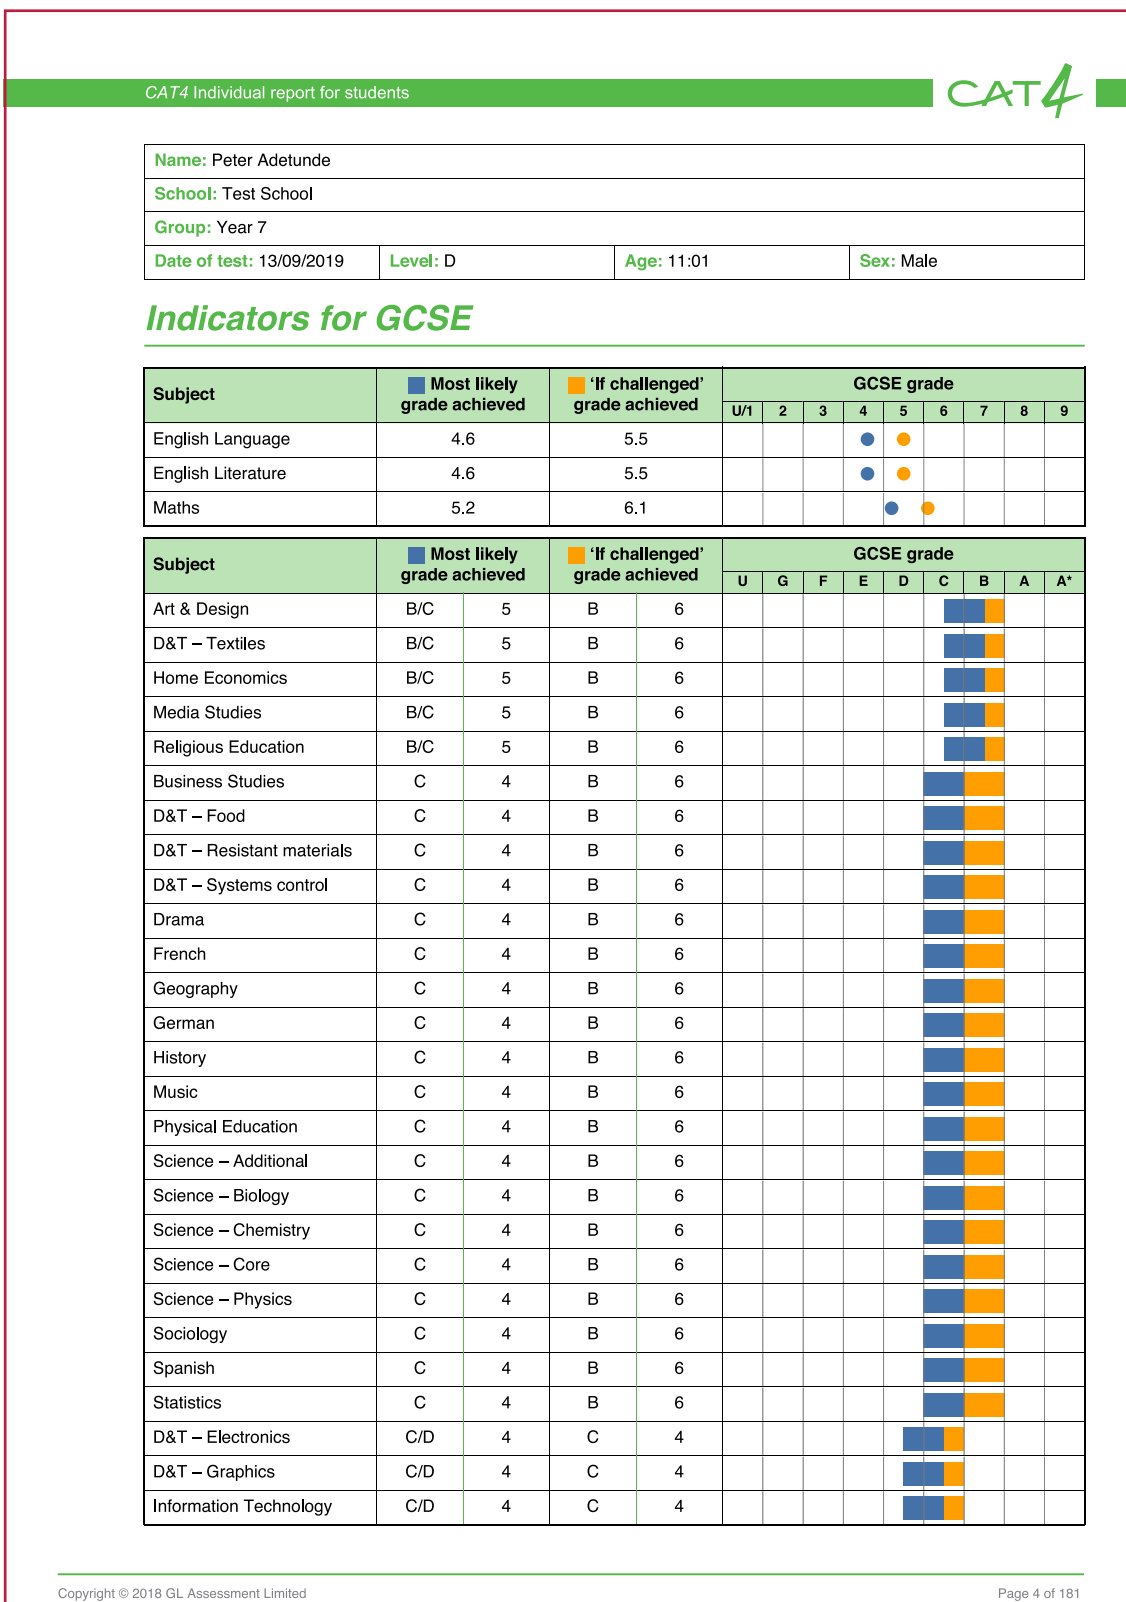 CAT4 Individual report for students
CAT4
Name: Peter Adetunde
School: Test School
Group: Year 7
Date of test: 13/09/2019 Level: D Age: 11:01 Sex: Male
Indicators for GCSE
Subject Most likely grade achieved 'If challenged' grade achieved GCSE grade
U/1 2 3 4 5 6 7 8 9
English Language 4.6 5.5
English Literature 4.6 5.5
Maths 5.2 6.1
Subject Most likely grade achieved 'If challenged' grade achieved GCSE grade
U G F E D C B A A*
Art & Design B/C 5 B 6
D&T – Textiles B/C 5 B 6
Home Economics B/C 5 B 6
Media Studies B/C 5 B 6
Religious Education B/C 5 B 6
Business Studies C 4 B 6
D&T – Food C 4 B 6
D&T – Resistant materials C 4 B 6
D&T – Systems control C 4 B 6
Drama C 4 B 6
French C 4 B 6
Geography C 4 B 6
German C 4 B 6
History C 4 B 6
Music C 4 B 6
Physical Education C 4 B 6
Science – Additional C 4 B 6
Science – Biology C 4 B 6
Science – Chemistry C 4 B 6
Science – Core C 4 B 6
Science – Physics C 4 B 6
Sociology C 4 B 6
Spanish C 4 B 6
Statistics C 4 B 6
D&T – Electronics C/D 4 C 4
D&T – Graphics C/D 4 C 4
Information Technology C/D 4 C 4
Copyright © 2018 GL Assessment Limited Page 4 of 181